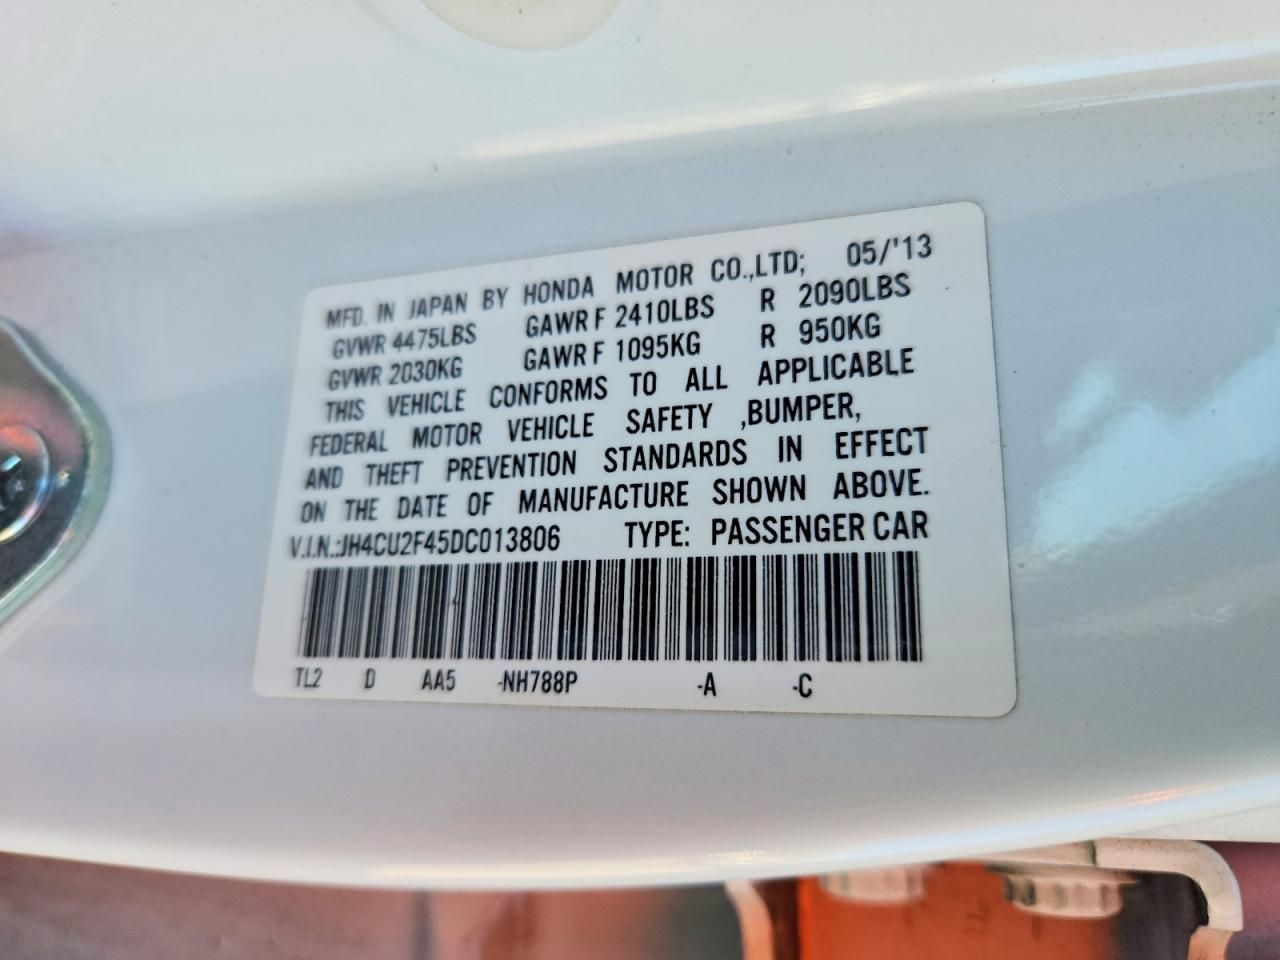 MFD. IN JAPAN BY HONDA MOTOR CO.,LTD; 05/'13
GVWR 4475LBS GAWR F 2410LBS R 2090LBS
GVWR 2030KG GAWR F 1095KG R 950KG
THIS VEHICLE CONFORMS TO ALL APPLICABLE
FEDERAL MOTOR VEHICLE SAFETY ,BUMPER,
AND THEFT PREVENTION STANDARDS IN EFFECT
ON THE DATE OF MANUFACTURE SHOWN ABOVE.
V.I.N.:JH4CU2F45DC013806 TYPE: PASSENGER CAR
TL2 D AA5 -NH788P -A -C